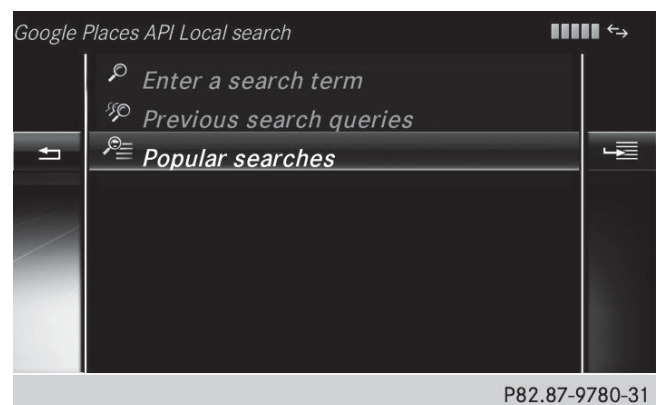 Google Places API Local search
Enter a search term
Previous search queries
Popular searches
P82.87-9780-31